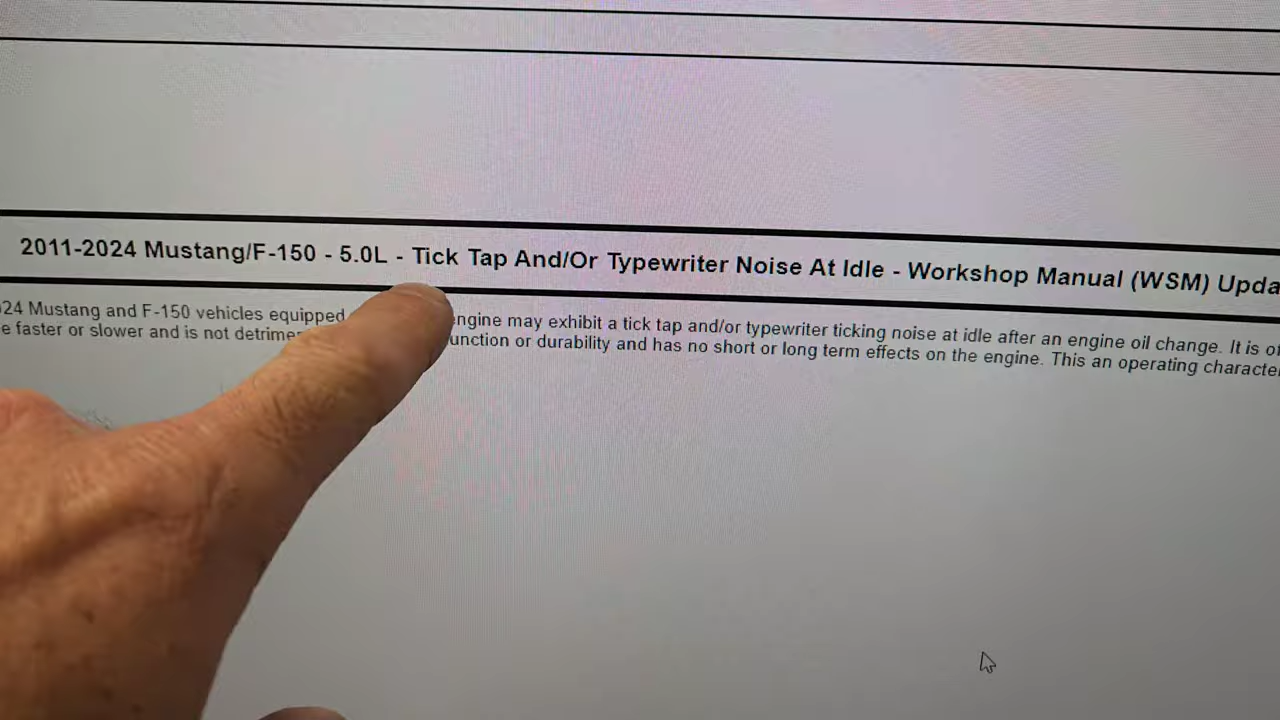 2011-2024 Mustang/F-150 - 5.0L - Tick Tap And/Or Typewriter Noise At Idle - Workshop Manual (WSM) Upda
24 Mustang and F-150 vehicles equipped ngine may exhibit a tick tap and/or typewriter ticking noise at idle after an engine oil change. It is of
e faster or slower and is not detrime unction or durability and has no short or long term effects on the engine. This an operating characte